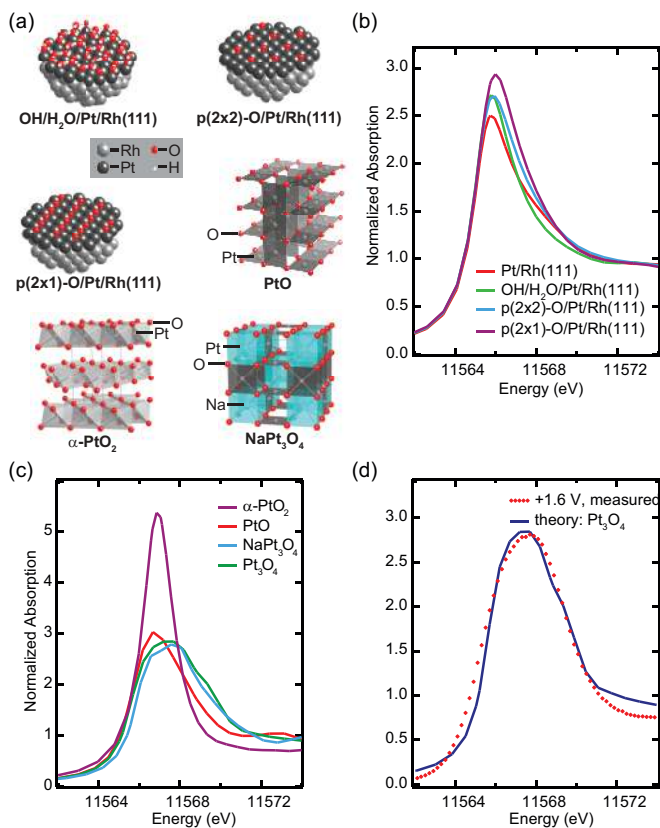 (a)
OH/H₂O/Pt/Rh(111)
p(2x2)-O/Pt/Rh(111)
Rh O
Pt H
p(2x1)-O/Pt/Rh(111)
O
Pt
PtO
O
Pt
α-PtO₂
Pt
O
Na
NaPt₃O₄
(b)
Normalized Absorption
3.0
2.5
2.0
1.5
1.0
0.5
0.0
Pt/Rh(111)
OH/H₂O/Pt/Rh(111)
p(2x2)-O/Pt/Rh(111)
p(2x1)-O/Pt/Rh(111)
11564 11568 11572
Energy (eV)
(c)
Normalized Absorption
5
4
3
2
1
0
α-PtO₂
PtO
NaPt₃O₄
Pt₃O₄
11564 11568 11572
Energy (eV)
(d)
Normalized Absorption
3.0
2.5
2.0
1.5
1.0
0.5
0.0
+1.6 V, measured
theory: Pt₃O₄
11564 11568 11572
Energy (eV)